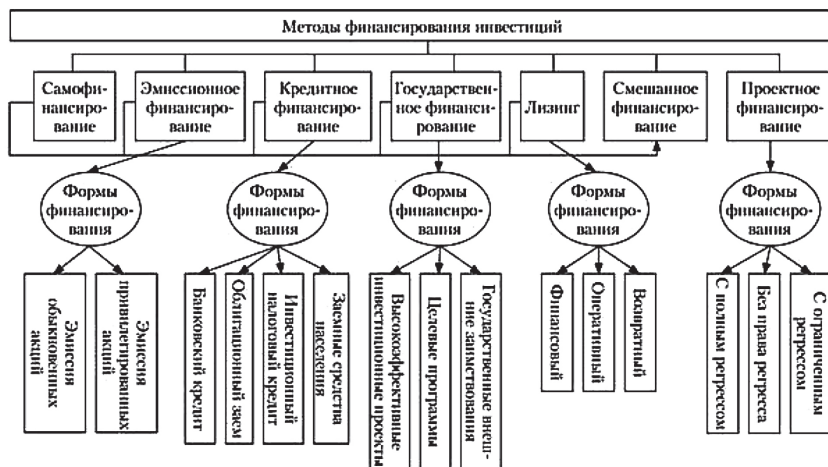 Методы финансирования инвестиций
Самофи-
нансиро-
вание
Эмиссионное
финансиро-
вание
Кредитное
финансиро-
вание
Государствен-
ное финанси-
рование
Лизинг
Смешанное
финансиро-
вание
Проектное
финансиро-
вание
Формы
финансиро-
вания
Формы
финансиро-
вания
Формы
финансиро-
вания
Формы
финансиро-
вания
Формы
финансиро-
вания
Эмиссия
обыкновенных
акций
Эмиссия
привилегированных
акций
Банковский кредит
Облигационный заем
Инвестиционный
налоговый кредит
Заемные средства
населения
Высокоэффективные
инвестиционные проекты
Целевые программы
Государственные внеш-
ние заимствования
Финансовый
Оперативный
Возвратный
С полным регрессом
Без права регресса
С ограниченным
регрессом